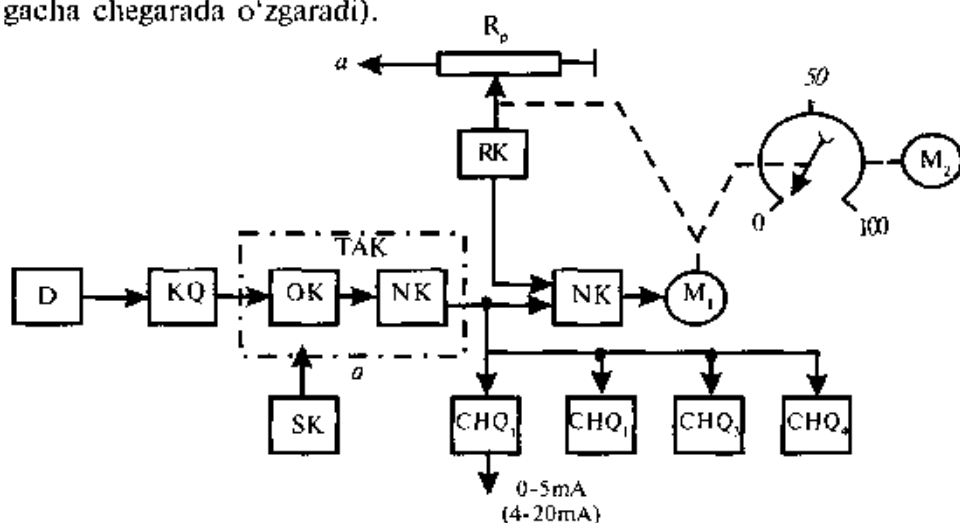 gacha chegarada o‘zgaradi).
Rp
a
50
RK
M2
0
100
TAK
D
KQ
OK
NK
NK
M1
a
SK
CHQ1
CHQ1
CHQ3
CHQ4
0-5mA
(4-20mA)